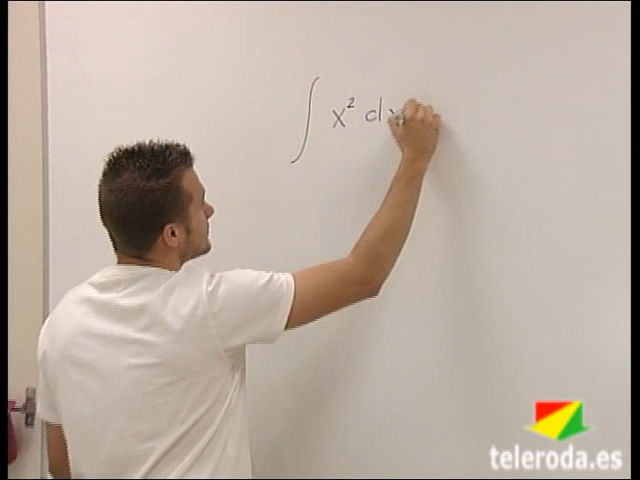 ∫ x² dx
teleroda.es